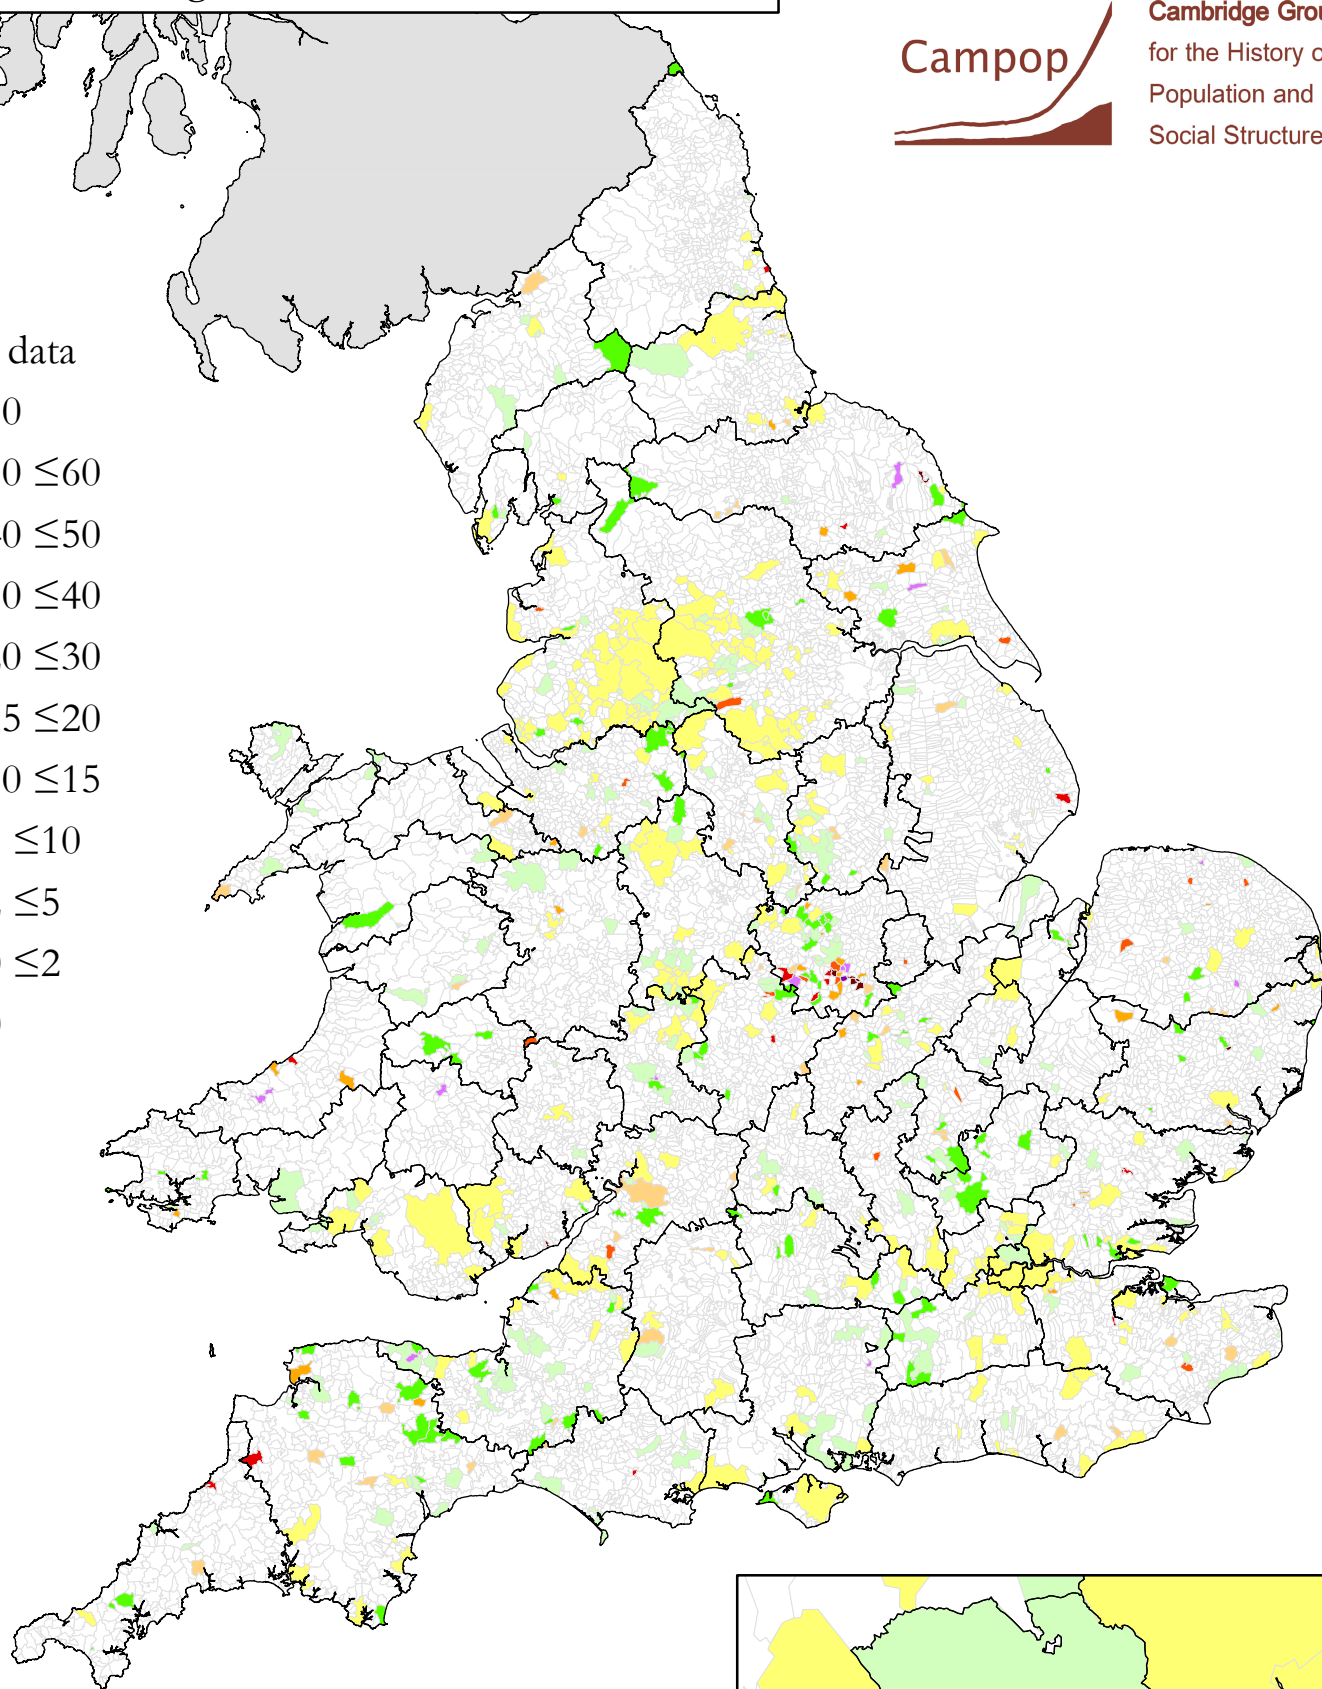 Campop
Cambridge Grou
for the History o
Population and
Social Structure
data
0
0 ≤60
0 ≤50
0 ≤40
0 ≤30
5 ≤20
0 ≤15
≤10
≤5
≤2